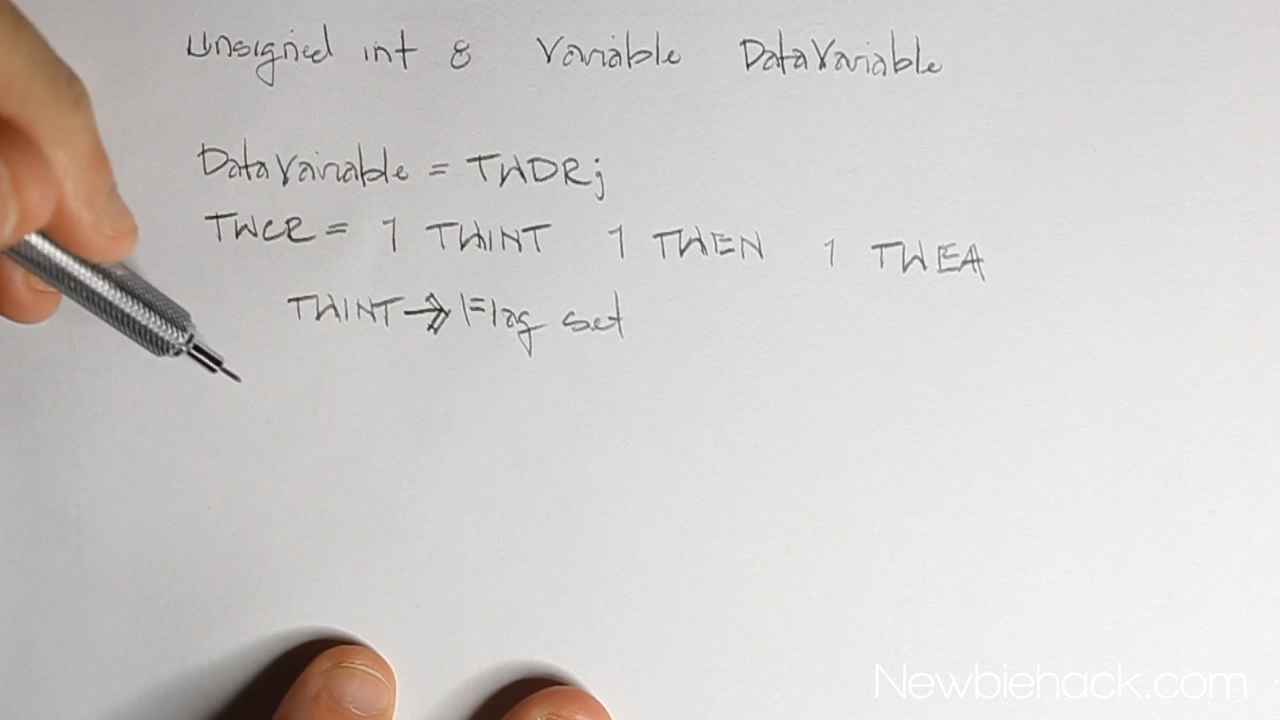 Unsigned int 8 Variable DataVariable
DataVariable = TWDR;
TWCR = 1 TWINT 1 TWEN 1 TWEA
TWINT → Flag set
Newbiehack.com